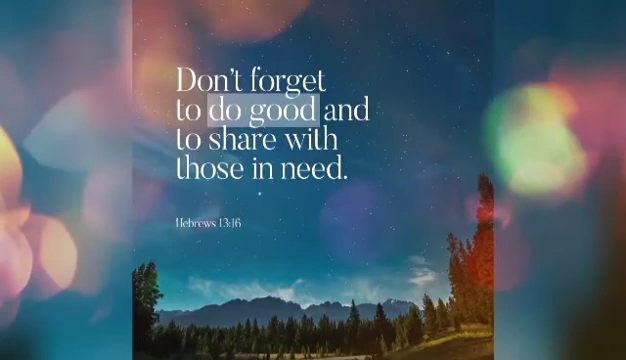 Don't forget
to do good and
to share with
those in need.
Hebrews 13:16